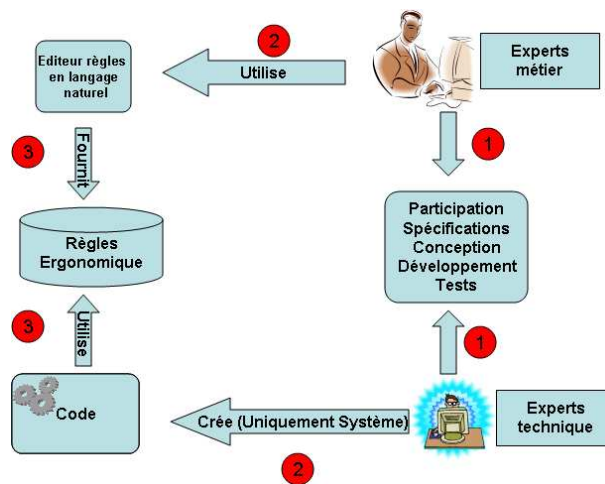 Editeur règles
en langage
naturel
2
Utilise
Experts
métier
3
Fournit
1
Règles
Ergonomique
Participation
Spécifications
Conception
Développement
Tests
3
Utilise
1
Code
Crée (Uniquement Système)
2
Experts
technique